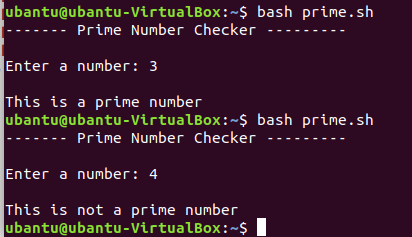 ubantu@ubantu-VirtualBox:~$ bash prime.sh
------- Prime Number Checker ---------
Enter a number: 3
This is a prime number
ubantu@ubantu-VirtualBox:~$ bash prime.sh
------- Prime Number Checker ---------
Enter a number: 4
This is not a prime number
ubantu@ubantu-VirtualBox:~$